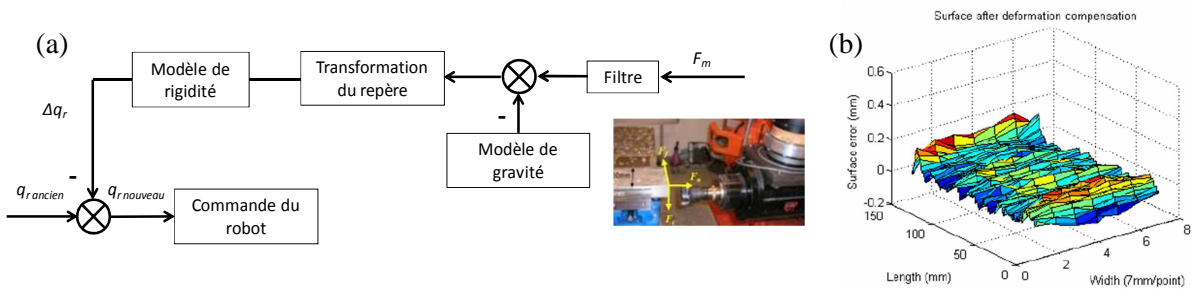 (a)
Modèle de
rigidité
Transformation
du repère
Filtre
F_m
Δq_r
-
-
Modèle de
gravité
q_r ancien
q_r nouveau
Commande du
robot
(b)
Surface after deformation compensation
Surface error (mm)
0.6
0.4
0.2
0
-0.2
150
100
50
0
Length (mm)
0
2
4
6
8
Width (7mm/point)